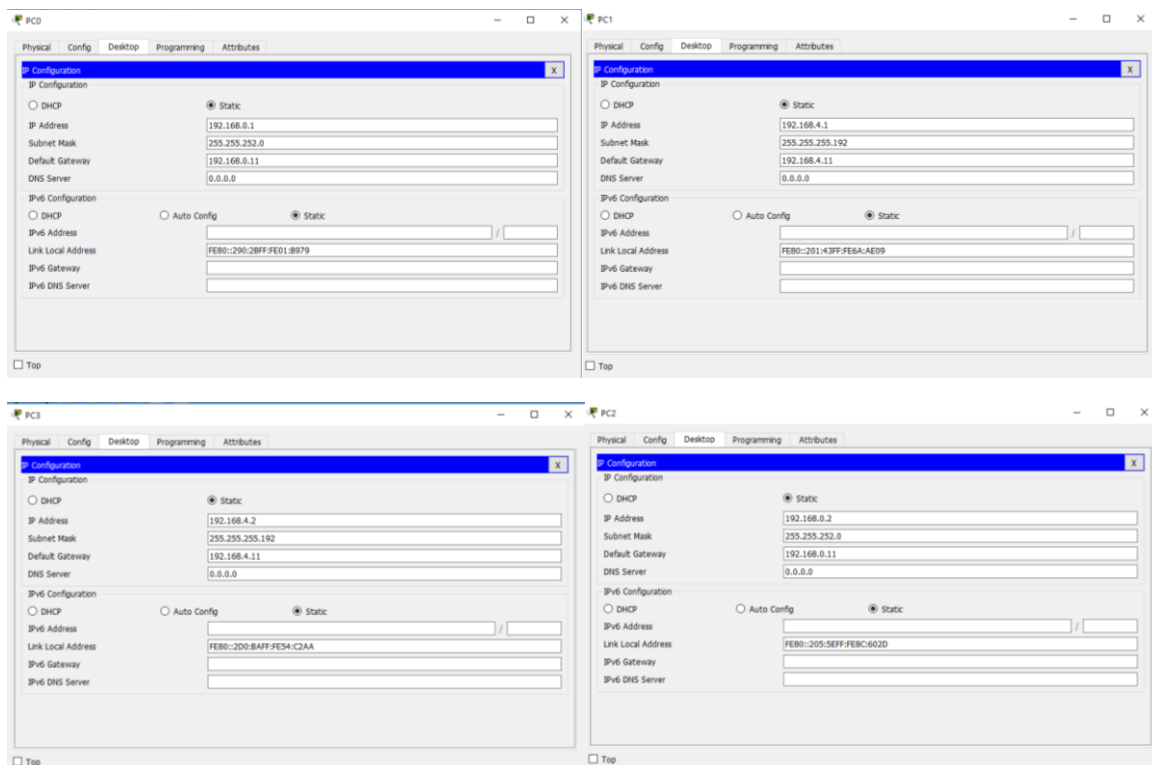 PC0
Physical Config Desktop Programming Attributes
IP Configuration X
IP Configuration
DHCP Static
IP Address 192.168.0.1
Subnet Mask 255.255.252.0
Default Gateway 192.168.0.11
DNS Server 0.0.0.0
IPv6 Configuration
DHCP Auto Config Static
IPv6 Address /
Link Local Address FE80::290:2BFF:FE01:B979
IPv6 Gateway
IPv6 DNS Server
Top
PC1
Physical Config Desktop Programming Attributes
IP Configuration X
IP Configuration
DHCP Static
IP Address 192.168.4.1
Subnet Mask 255.255.255.192
Default Gateway 192.168.4.11
DNS Server 0.0.0.0
IPv6 Configuration
DHCP Auto Config Static
IPv6 Address /
Link Local Address FE80::201:43FF:FE6A:AE09
IPv6 Gateway
IPv6 DNS Server
Top
PC3
Physical Config Desktop Programming Attributes
IP Configuration X
IP Configuration
DHCP Static
IP Address 192.168.4.2
Subnet Mask 255.255.255.192
Default Gateway 192.168.4.11
DNS Server 0.0.0.0
IPv6 Configuration
DHCP Auto Config Static
IPv6 Address /
Link Local Address FE80::2D0:BAFF:FE54:C2AA
IPv6 Gateway
IPv6 DNS Server
Top
PC2
Physical Config Desktop Programming Attributes
IP Configuration X
IP Configuration
DHCP Static
IP Address 192.168.0.2
Subnet Mask 255.255.252.0
Default Gateway 192.168.0.11
DNS Server 0.0.0.0
IPv6 Configuration
DHCP Auto Config Static
IPv6 Address /
Link Local Address FE80::205:5EFF:FE8C:602D
IPv6 Gateway
IPv6 DNS Server
Top